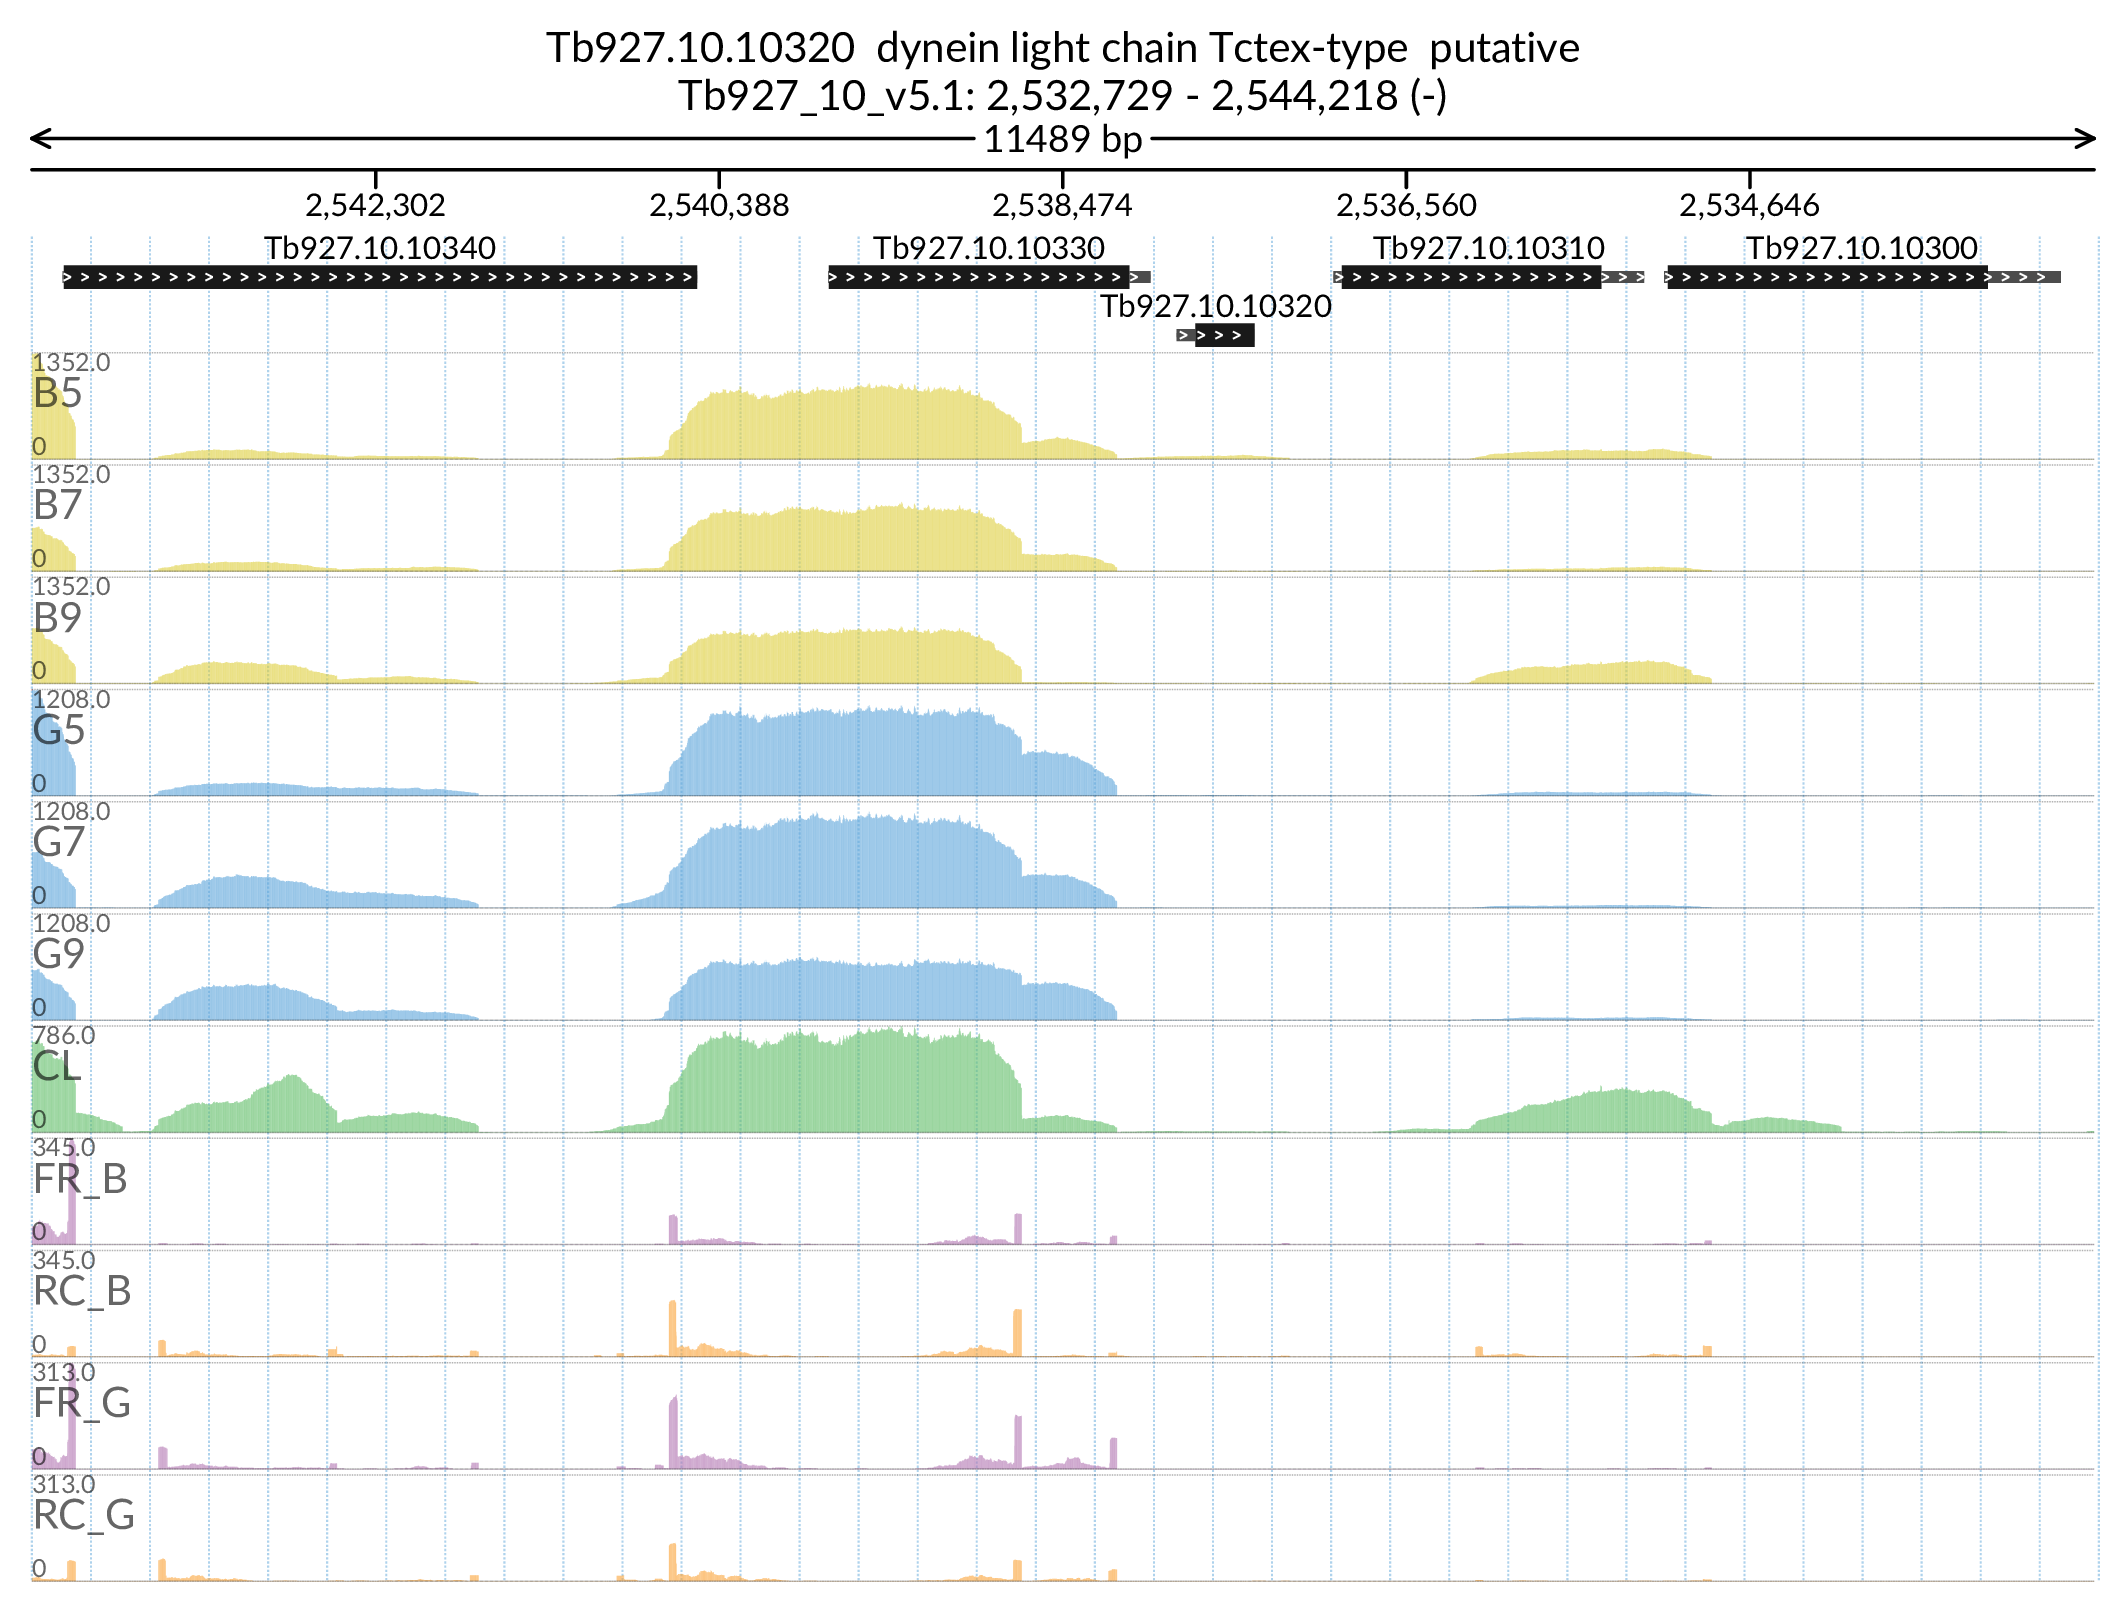 Tb927.10.10320  dynein light chain Tctex-type  putative
Tb927_10_v5.1: 2,532,729 - 2,544,218 (-)
11489 bp
2,542,302 2,540,388 2,538,474 2,536,560 2,534,646
Tb927.10.10340 Tb927.10.10330 Tb927.10.10310 Tb927.10.10300
Tb927.10.10320
1352.0
B5
0
1352.0
B7
0
1352.0
B9
0
1208.0
G5
0
1208.0
G7
0
1208.0
G9
0
786.0
CL
0
345.0
FR_B
0
345.0
RC_B
0
313.0
FR_G
0
313.0
RC_G
0